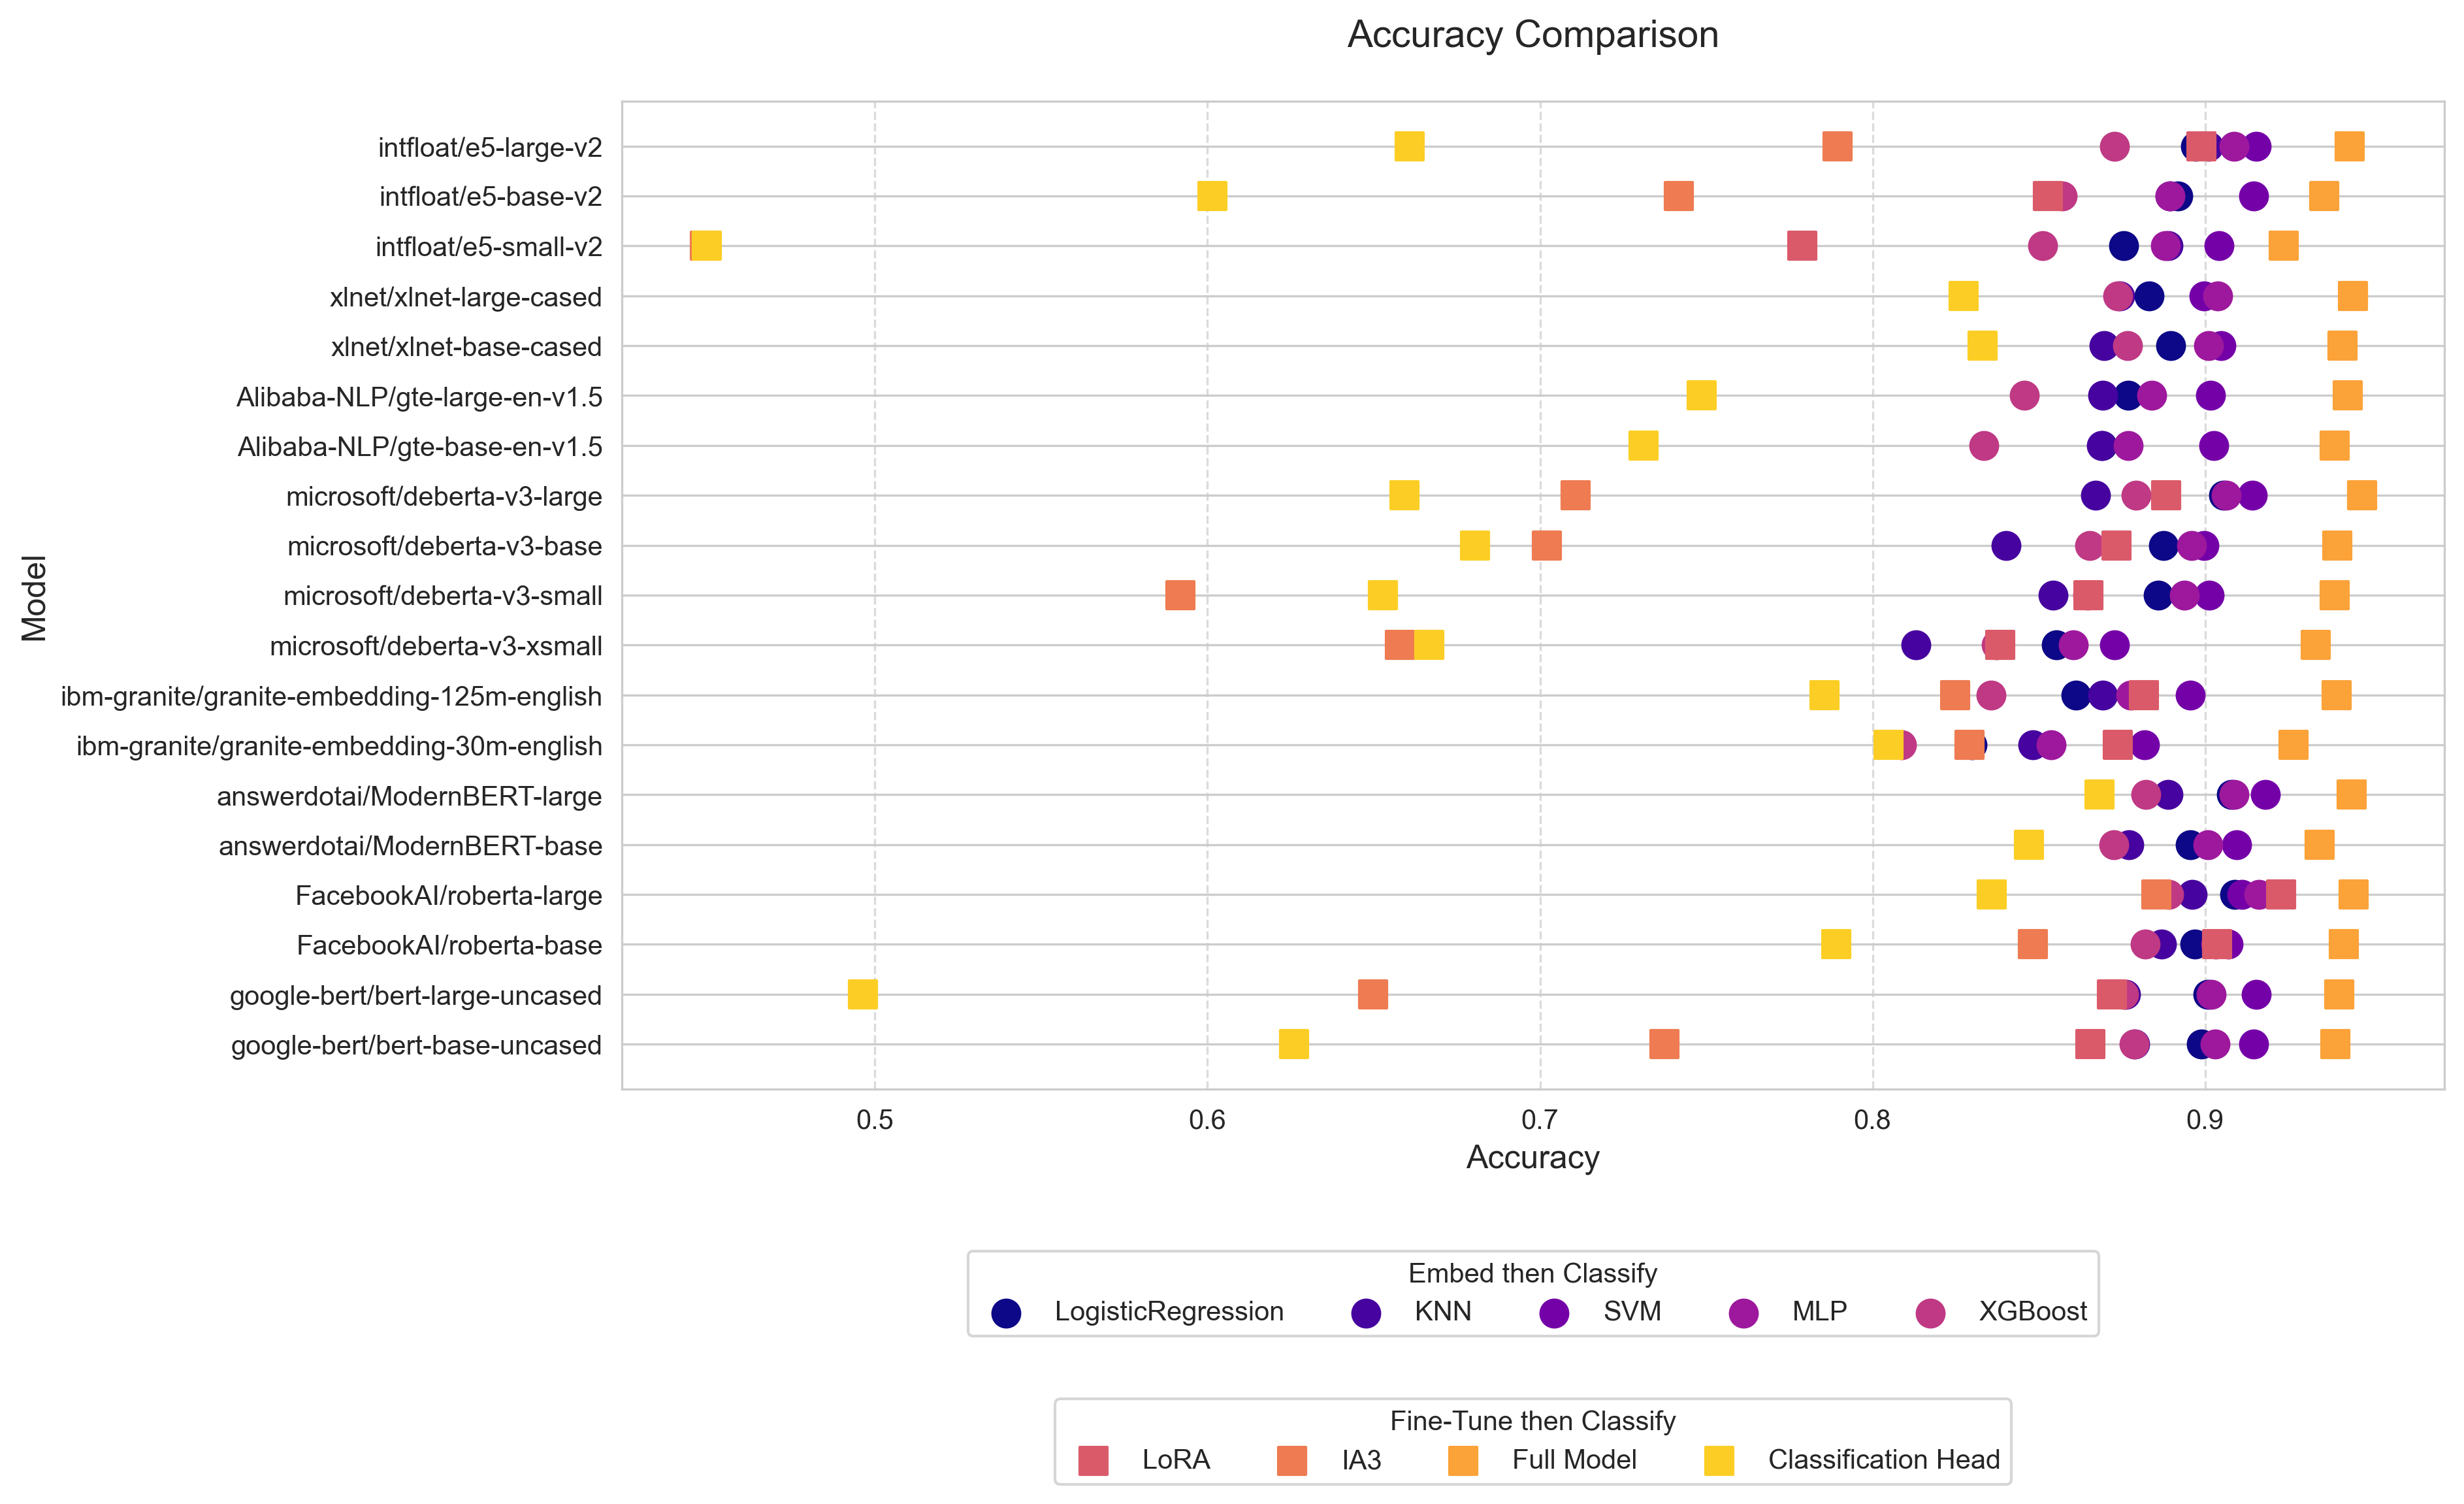 Accuracy Comparison
Model
intfloat/e5-large-v2
intfloat/e5-base-v2
intfloat/e5-small-v2
xlnet/xlnet-large-cased
xlnet/xlnet-base-cased
Alibaba-NLP/gte-large-en-v1.5
Alibaba-NLP/gte-base-en-v1.5
microsoft/deberta-v3-large
microsoft/deberta-v3-base
microsoft/deberta-v3-small
microsoft/deberta-v3-xsmall
ibm-granite/granite-embedding-125m-english
ibm-granite/granite-embedding-30m-english
answerdotai/ModernBERT-large
answerdotai/ModernBERT-base
FacebookAI/roberta-large
FacebookAI/roberta-base
google-bert/bert-large-uncased
google-bert/bert-base-uncased
0.5 0.6 0.7 0.8 0.9
Accuracy
Embed then Classify
LogisticRegression KNN SVM MLP XGBoost
Fine-Tune then Classify
LoRA IA3 Full Model Classification Head